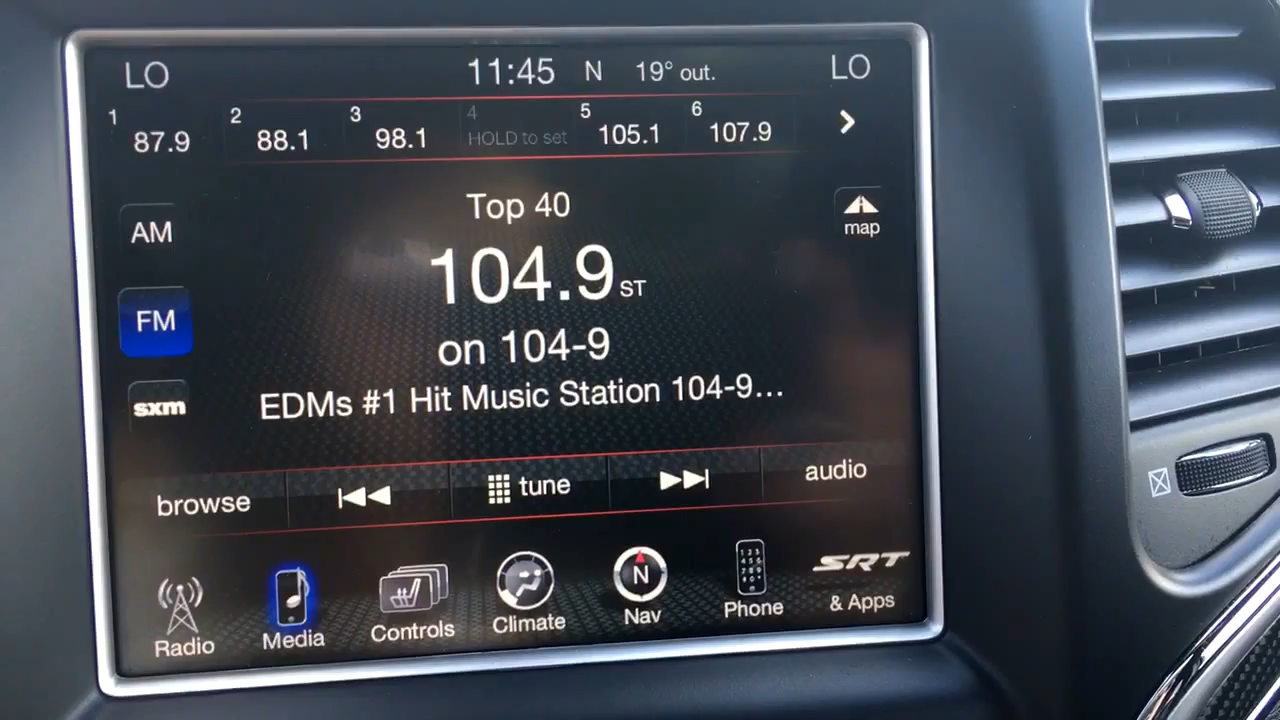 LO 11:45 N 19° out. LO
1 87.9 2 88.1 3 98.1 4 HOLD to set 5 105.1 6 107.9
Top 40
map
AM
104.9 ST
FM
on 104-9
sxm
EDMs #1 Hit Music Station 104-9...
browse tune audio
Radio Media Controls Climate N Nav Phone SRT & Apps